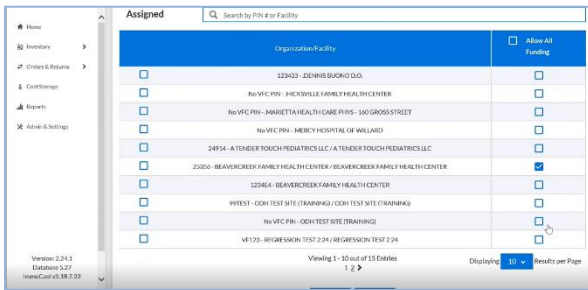 Assigned
Search by PIN # or Facility
Home
Inventory
Orders & Returns
Cold Storage
Reports
Admin & Settings
Organization/Facility
Allow All
Funding
123433 - .DENNIS BUONO D.O.
No VFC PIN - .HICKSVILLE FAMILY HEALTH CENTER
No VFC PIN - .MARIETTA HEALTH CARE PHYS - 160 GROSS STREET
No VFC PIN - .MERCY HOSPITAL OF WILLARD
24914 - A TENDER TOUCH PEDIATRICS LLC / A TENDER TOUCH PEDIATRICS LLC
25356 - BEAVERCREEK FAMILY HEALTH CENTER / BEAVERCREEK FAMILY HEALTH CENTER
1234E4 - BEAVERCREEK FAMILY HEALTH CENTER
99TEST - ODH TEST SITE (TRAINING) / ODH TEST SITE (TRAINING)
No VFC PIN - ODH TEST SITE (TRAINING)
VF123 - REGRESSION TEST 2 24 / REGRESSION TEST 2 24
Viewing 1 - 10 out of 15 Entries
1 2
Displaying 10 Results per Page
Version: 2.24.1
Database 5.27
ImmuCast v5.18.7.22